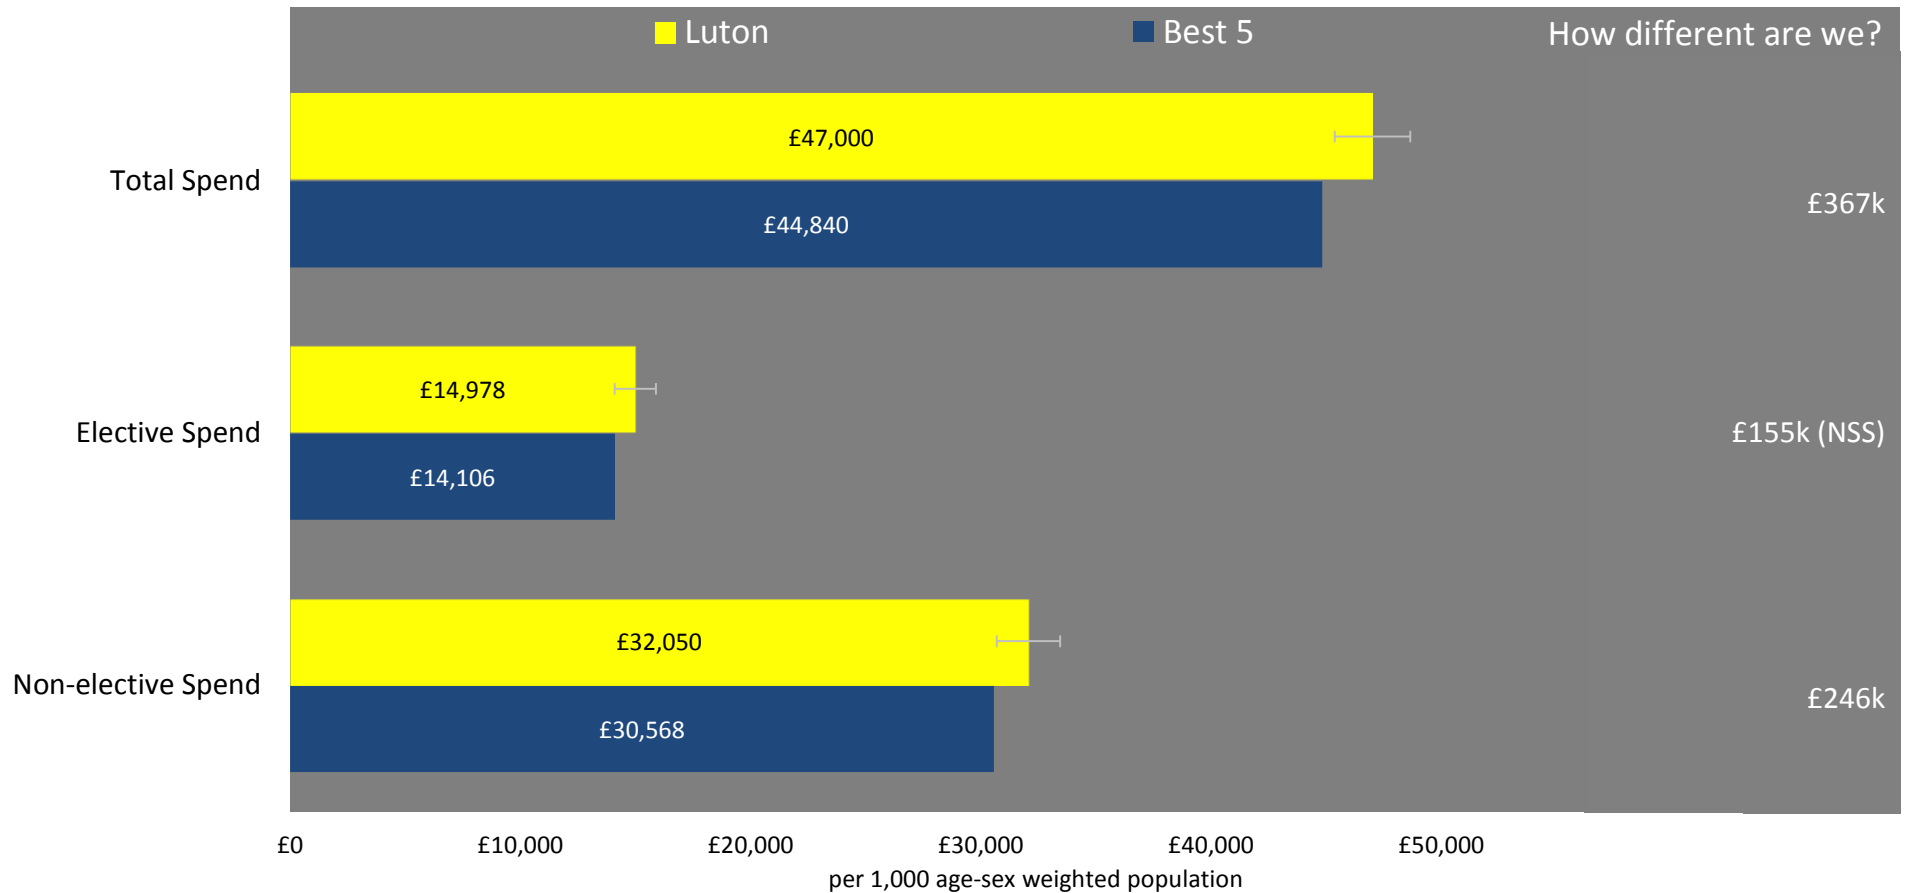 Luton Best 5 How different are we?
Total Spend
£47,000
£44,840
£367k
Elective Spend
£14,978
£14,106
£155k (NSS)
Non-elective Spend
£32,050
£30,568
£246k
£0 £10,000 £20,000 £30,000 £40,000 £50,000
per 1,000 age-sex weighted population